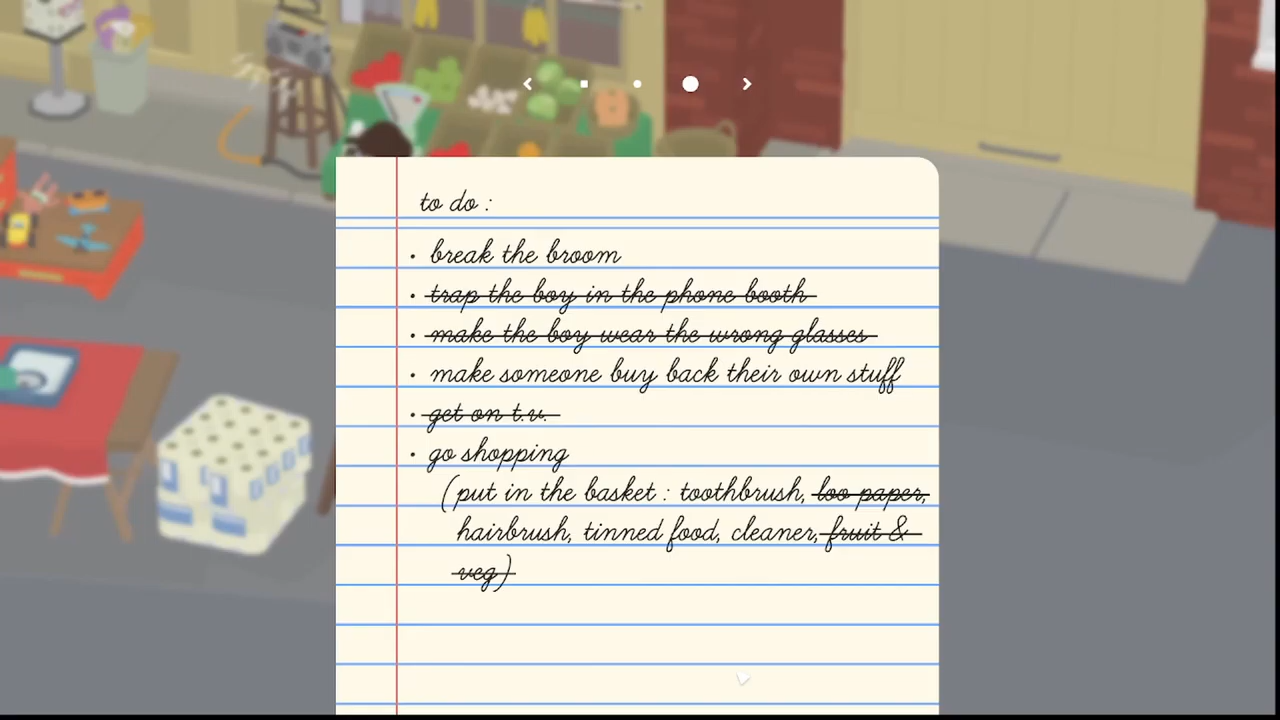 to do :
• break the broom
• trap the boy in the phone booth
• make the boy wear the wrong glasses
• make someone buy back their own stuff
• get on t.v.
• go shopping
(put in the basket : toothbrush, loo paper,
hairbrush, tinned food, cleaner, fruit &
veg)